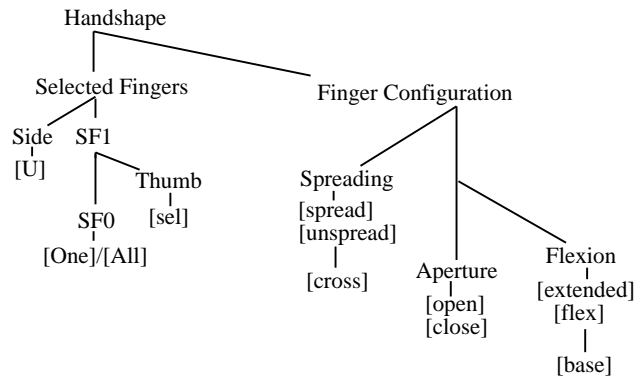 Handshape
Selected Fingers
Finger Configuration
Side
SF1
[U]
Thumb
[sel]
SF0
[One]/[All]
Spreading
[spread]
[unspread]
[cross]
Aperture
[open]
[close]
Flexion
[extended]
[flex]
[base]